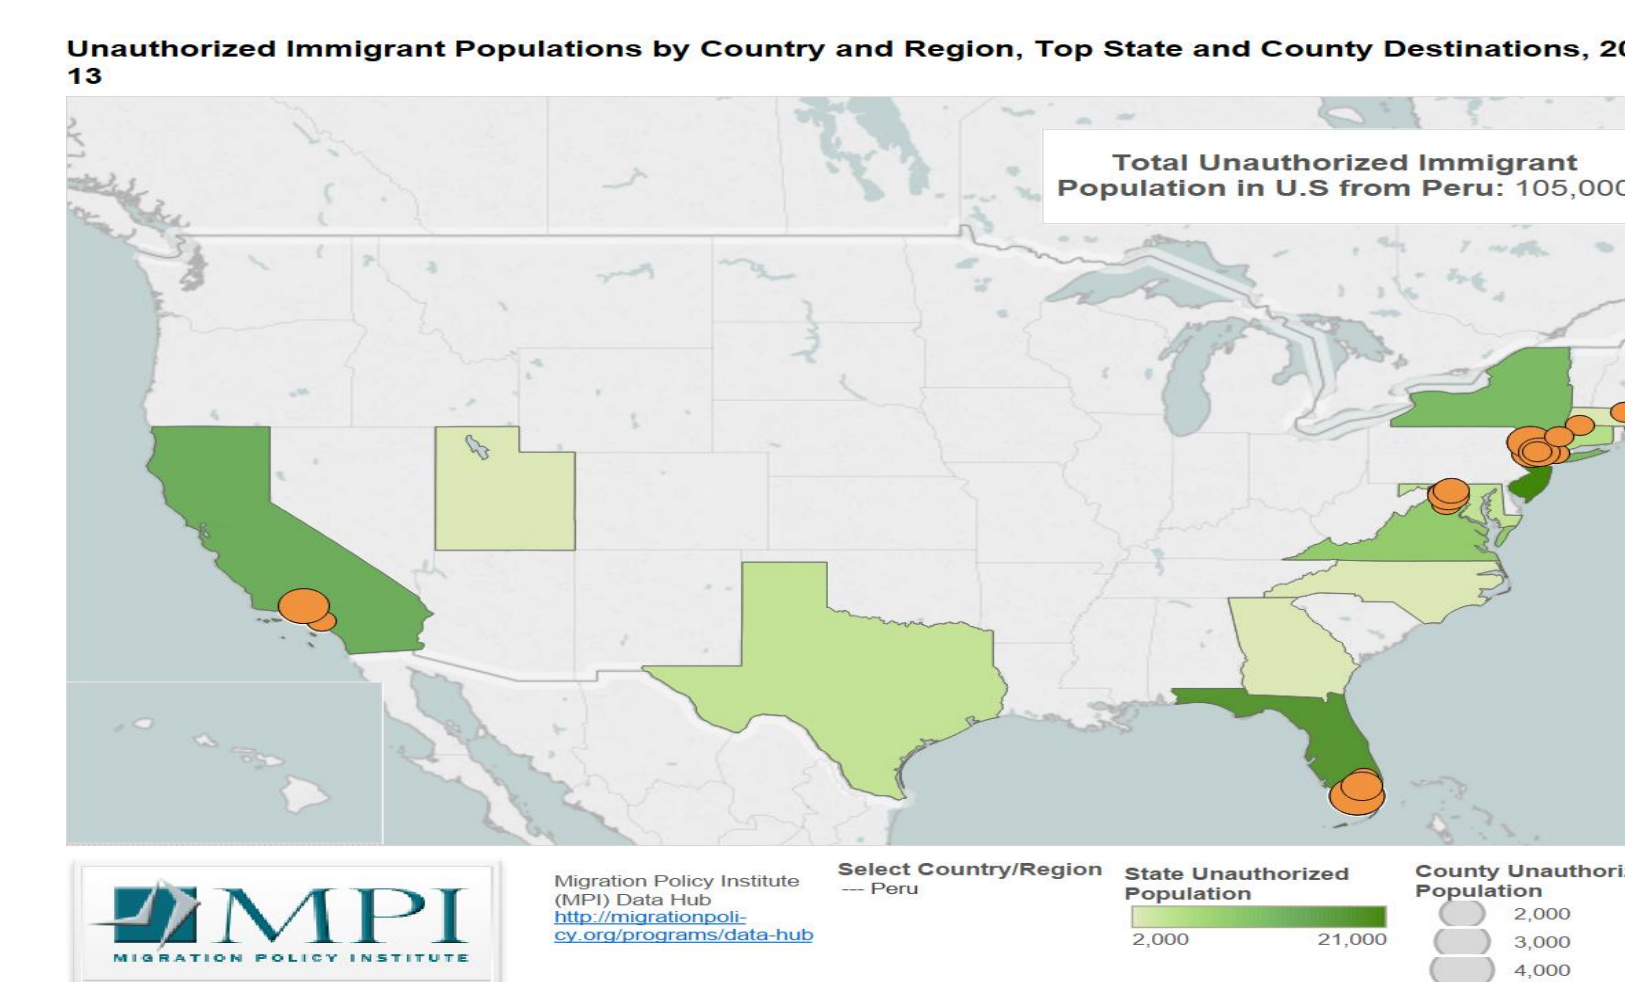 Unauthorized Immigrant Populations by Country and Region, Top State and County Destinations, 20
13
Total Unauthorized Immigrant
Population in U.S from Peru: 105,000
MPI
MIGRATION POLICY INSTITUTE
Migration Policy Institute
(MPI) Data Hub
http://migrationpoli-
cy.org/programs/data-hub
Select Country/Region
--- Peru
State Unauthorized
Population
2,000 21,000
County Unauthori
Population
2,000
3,000
4,000